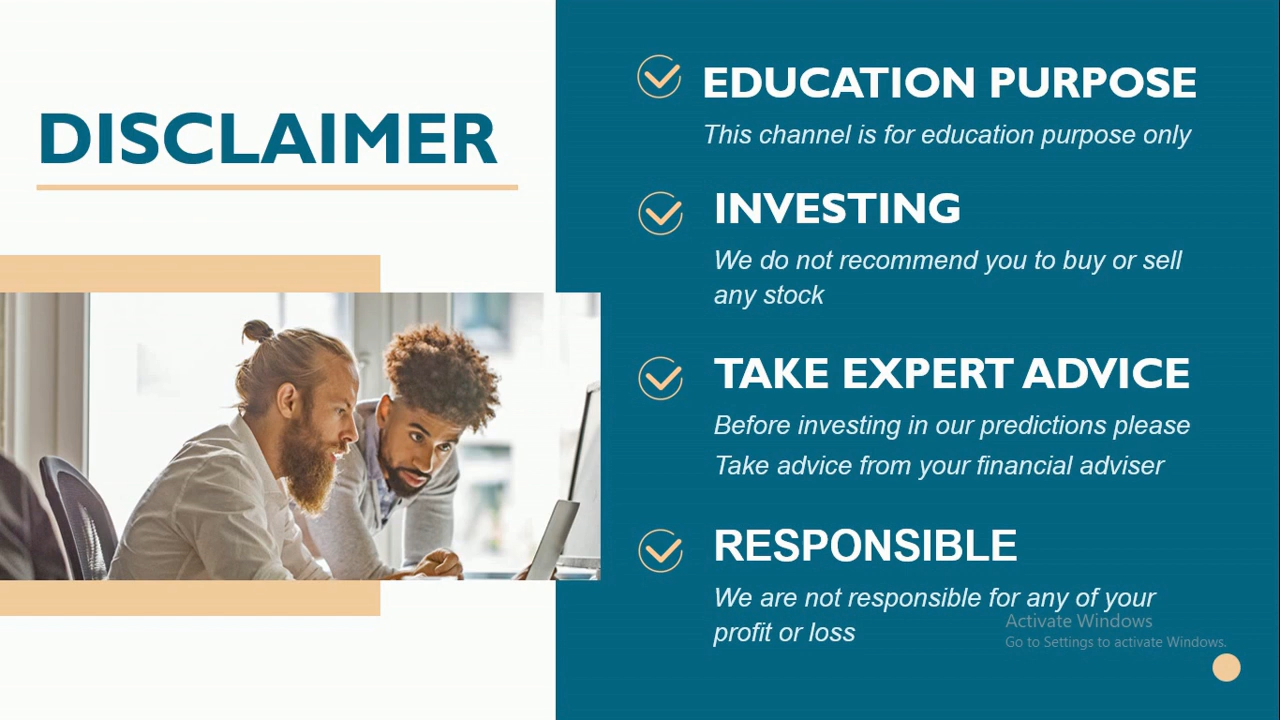 DISCLAIMER
EDUCATION PURPOSE
This channel is for education purpose only
INVESTING
We do not recommend you to buy or sell
any stock
TAKE EXPERT ADVICE
Before investing in our predictions please
Take advice from your financial adviser
RESPONSIBLE
We are not responsible for any of your
profit or loss
Activate Windows
Go to Settings to activate Windows.